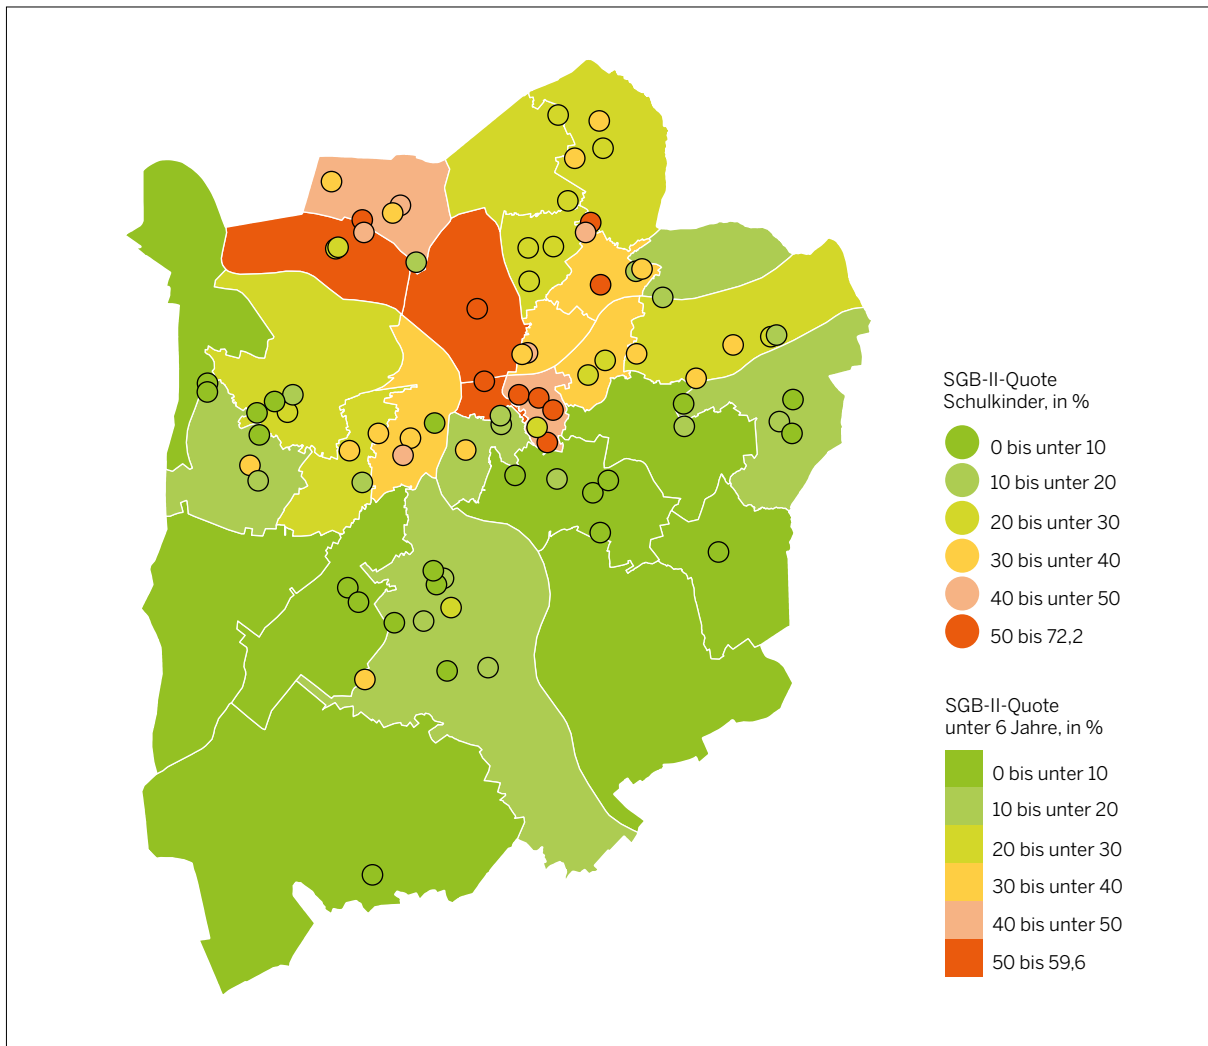 SGB-II-Quote
Schulkinder, in %
0 bis unter 10
10 bis unter 20
20 bis unter 30
30 bis unter 40
40 bis unter 50
50 bis 72,2
SGB-II-Quote
unter 6 Jahre, in %
0 bis unter 10
10 bis unter 20
20 bis unter 30
30 bis unter 40
40 bis unter 50
50 bis 59,6